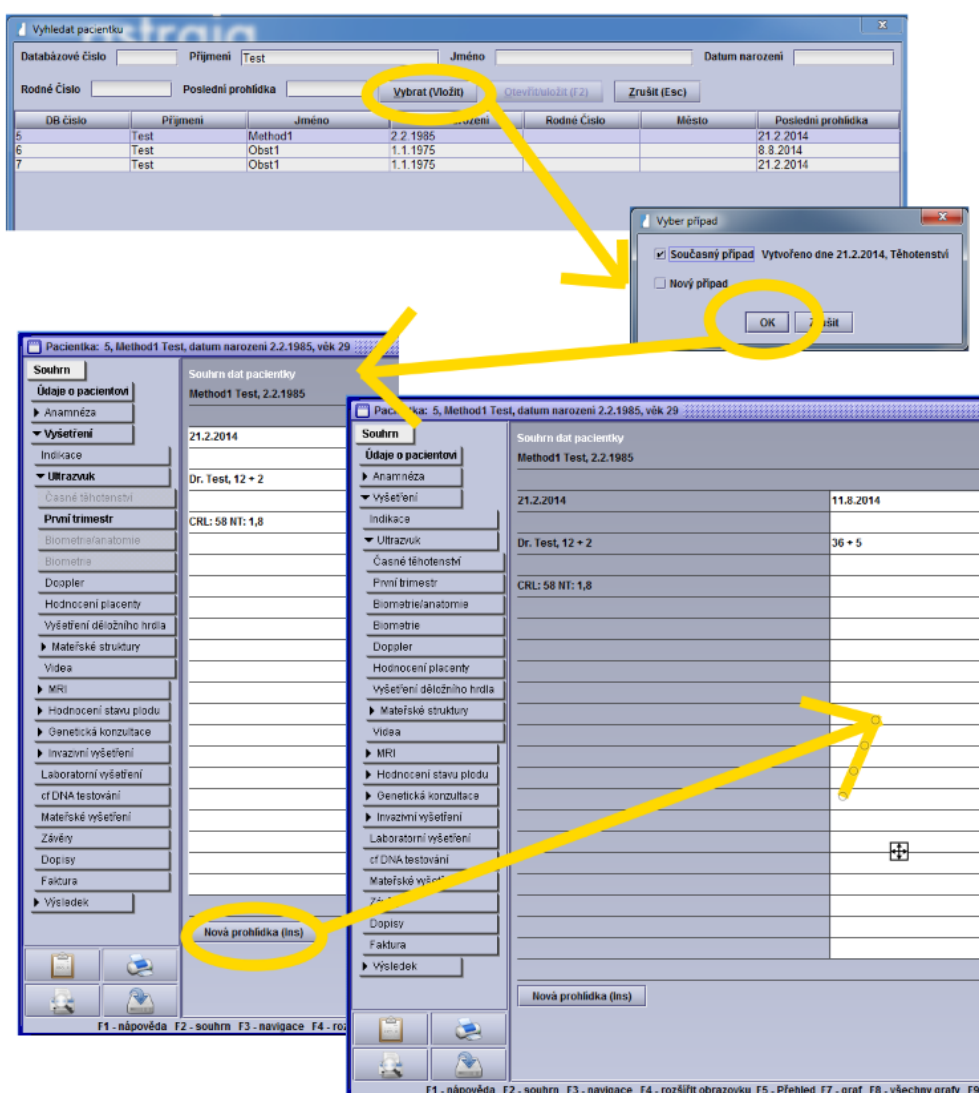 Vyhledat pacientku
Databázové číslo Příjmení Test Jméno Datum narození
Rodné Číslo Poslední prohlídka Vybrat (Vložit) Otevřít/uložit (F2) Zrušit (Esc)
DB číslo Příjmení Jméno Rodné Číslo Město Poslední prohlídka
5 Test Method1 2.2.1985 21.2.2014
6 Test Obst1 1.1.1975 8.8.2014
7 Test Obst1 1.1.1975 21.2.2014
Vyber případ
Současný případ Vytvořeno dne 21.2.2014, Těhotenství
Nový případ
OK
Pacientka: 5, Method1 Test, datum narození 2.2.1985, věk 29
Souhrn
Souhrn dat pacientky
Údaje o pacientovi
Method1 Test, 2.2.1985
Anamnéza
Vyšetření
21.2.2014
Indikace
Ultrazvuk
Dr. Test, 12 + 2
Časné těhotenství
První trimestr
CRL: 58 NT: 1,8
Biometrie/anatomie
Biometrie
Doppler
Hodnocení placenty
Vyšetření děložního hrdla
Mateřské struktury
Videa
MRI
Hodnocení stavu plodu
Genetická konzultace
Invazivní vyšetření
Laboratorní vyšetření
cf DNA testování
Mateřské vyšetření
Závěry
Dopisy
Faktura
Výsledek
Nová prohlídka (Ins)
F1 - nápověda F2 - souhrn F3 - navigace F4 - roz
Pacientka: 5, Method1 Test, datum narození 2.2.1985, věk 29
Souhrn
Souhrn dat pacientky
Údaje o pacientovi
Method1 Test, 2.2.1985
Anamnéza
Vyšetření
21.2.2014 11.8.2014
Indikace
Ultrazvuk
Dr. Test, 12 + 2 36 + 5
Časné těhotenství
První trimestr
CRL: 58 NT: 1,8
Biometrie/anatomie
Biometrie
Doppler
Hodnocení placenty
Vyšetření děložního hrdla
Mateřské struktury
Videa
MRI
Hodnocení stavu plodu
Genetická konzultace
Invazivní vyšetření
Laboratorní vyšetření
cf DNA testování
Mateřské
Dopisy
Faktura
Výsledek
Nová prohlídka (Ins)
F1 - nápověda F2 - souhrn F3 - navigace F4 - rozšířit obrazovku F5 - Přehled F7 - graf F8 - všechny grafy F9